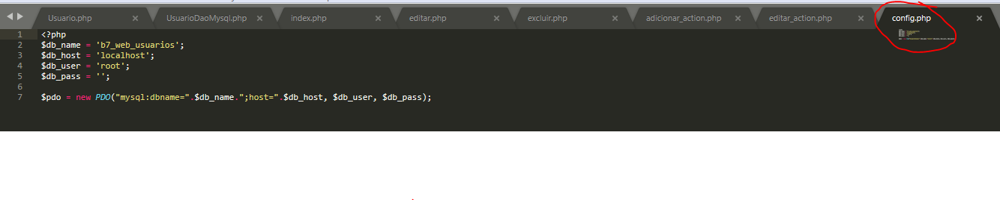 Usuario.php
UsuarioDaoMysql.php
index.php
editar.php
excluir.php
adicionar_action.php
editar_action.php
config.php
1 <?php
2 $db_name = 'b7_web_usuarios';
3 $db_host = 'localhost';
4 $db_user = 'root';
5 $db_pass = '';
6
7 $pdo = new PDO("mysql:dbname=".$db_name.";host=".$db_host, $db_user, $db_pass);